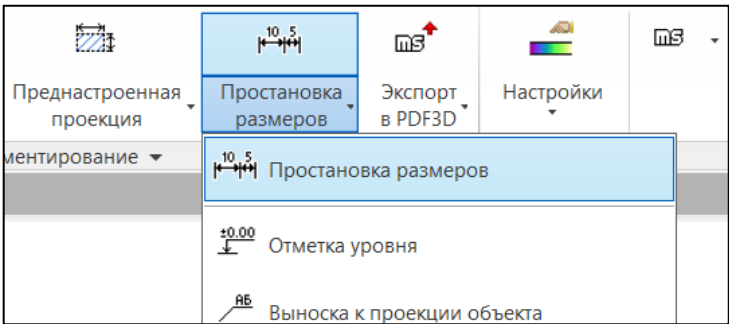 10 5
mS
mS
Преднастроенная
проекция
Простановка
размеров
Экспорт
в PDF3D
Настройки
ментирование
10 5
Простановка размеров
±0.00
Отметка уровня
АБ
Выноска к проекции объекта